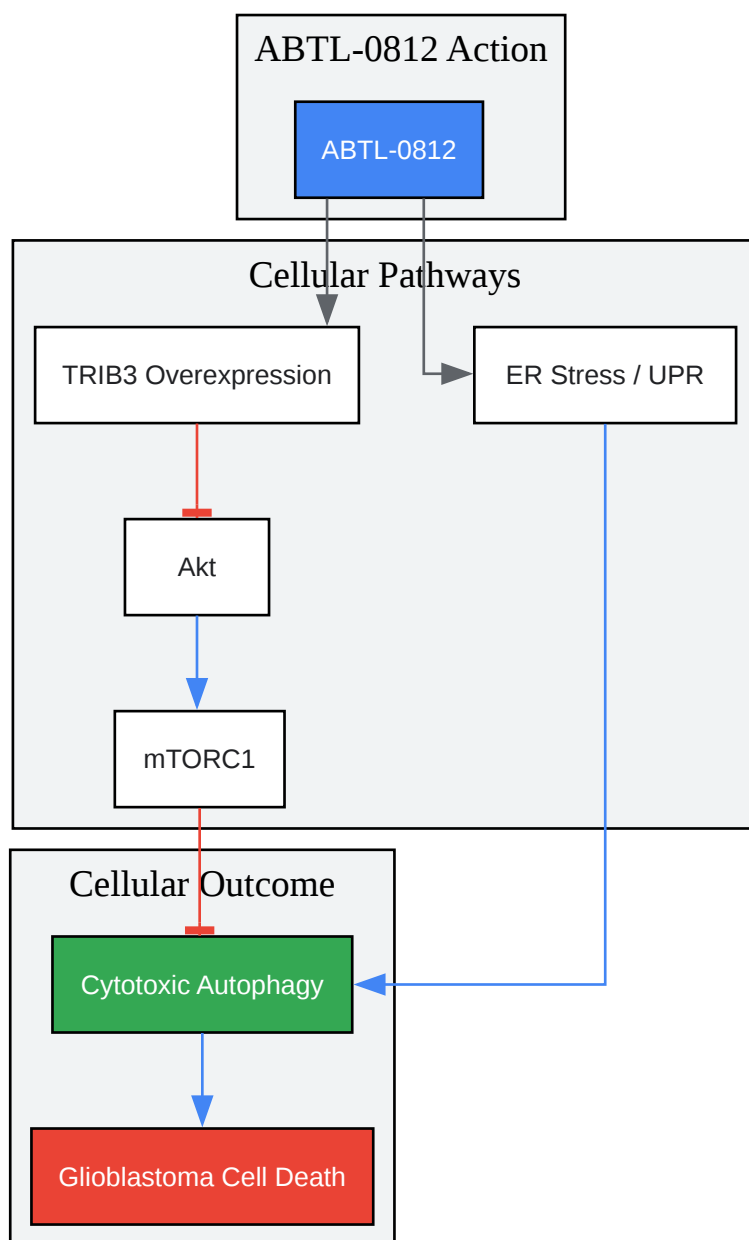 ABTL-0812 Action
ABTL-0812
Cellular Pathways
TRIB3 Overexpression
ER Stress / UPR
Akt
mTORC1
Cellular Outcome
Cytotoxic Autophagy
Glioblastoma Cell Death